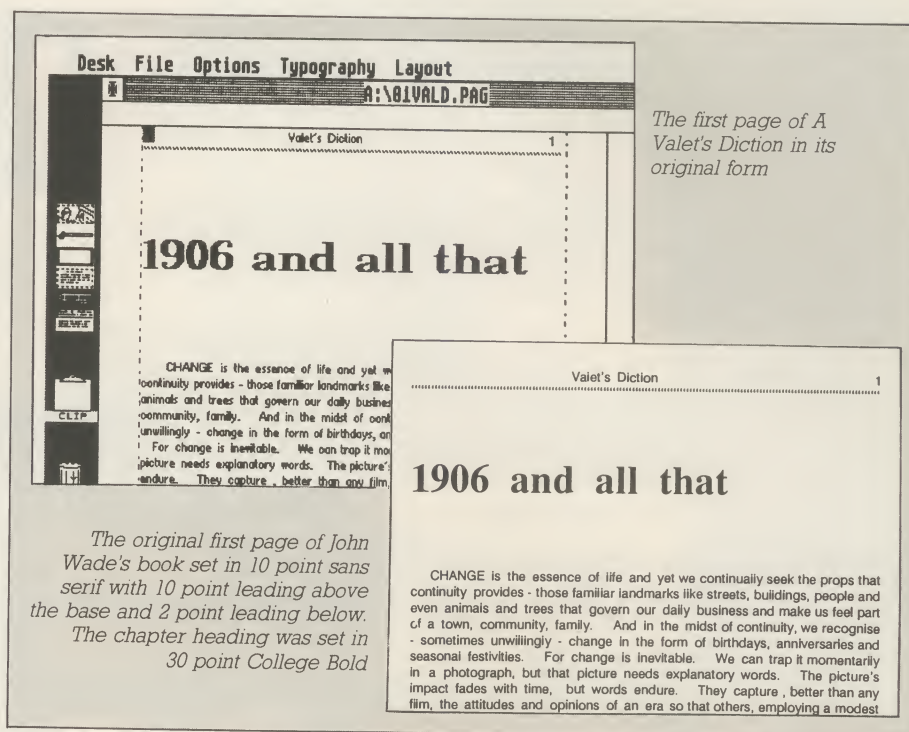 Desk File Options Typography Layout
A:\01VALD.PAG
Valet's Diction 1
1906 and all that
CHANGE is the essence of life and yet
continuity provides - those familiar landmarks like
animals and trees that govern our daily busines
community, family. And in the midst of cont
unwillingly - change in the form of birthdays, an
For change is inevitable. We can trap it mo
picture needs explanatory words. The picture's
endure. They capture , better than any film,
CLIP
The first page of A
Valet's Diction in its
original form
The original first page of John
Wade's book set in 10 point sans
serif with 10 point leading above
the base and 2 point leading below.
The chapter heading was set in
30 point College Bold
Valet's Diction 1
1906 and all that
CHANGE is the essence of life and yet we continually seek the props that
continuity provides - those familiar landmarks like streets, buildings, people and
even animals and trees that govern our daily business and make us feel part
of a town, community, family. And in the midst of continuity, we recognise
- sometimes unwillingly - change in the form of birthdays, anniversaries and
seasonal festivities. For change is inevitable. We can trap it momentarily
in a photograph, but that picture needs explanatory words. The picture's
impact fades with time, but words endure. They capture , better than any
film, the attitudes and opinions of an era so that others, employing a modest